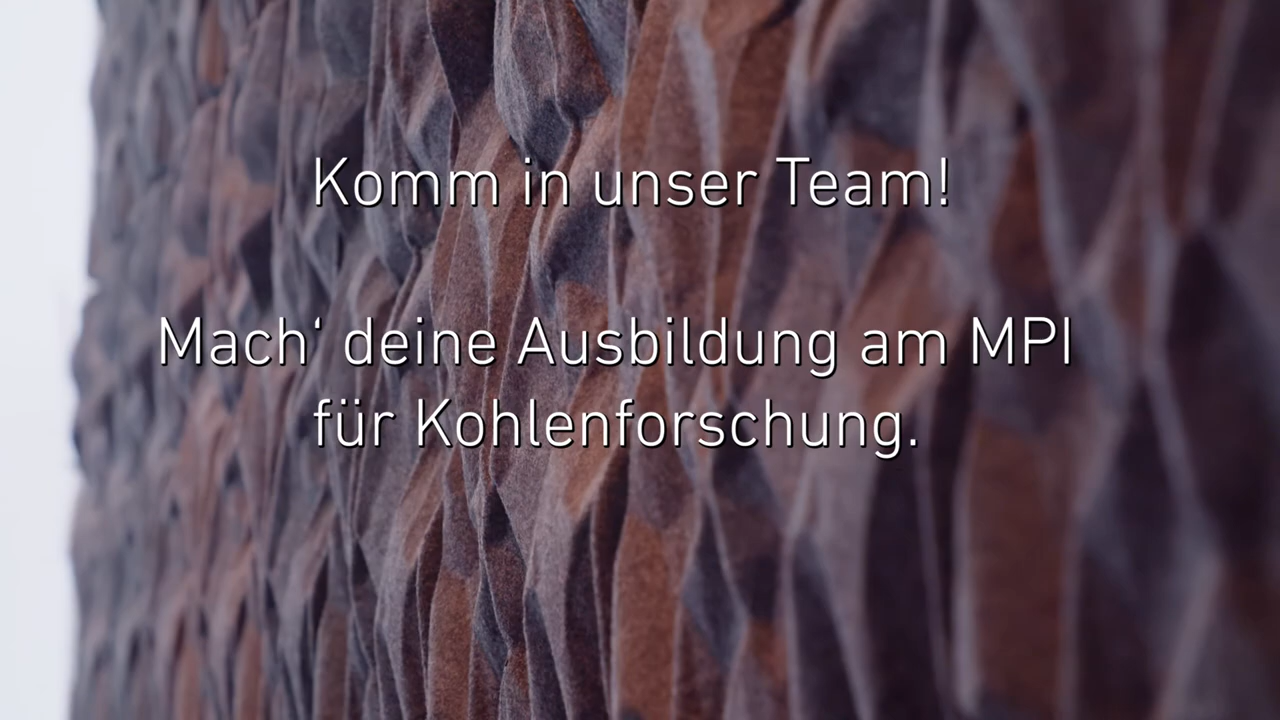 Komm in unser Team!
Mach‘ deine Ausbildung am MPI
für Kohlenforschung.